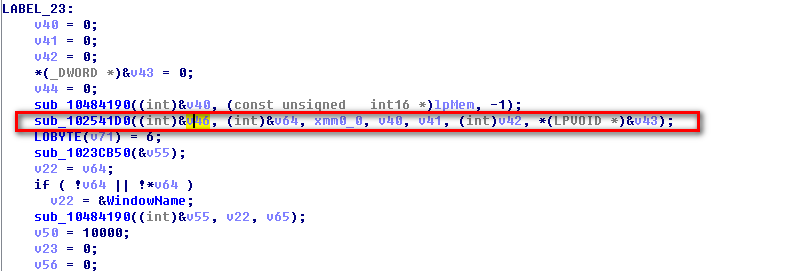 LABEL_23:
v40 = 0;
v41 = 0;
v42 = 0;
*(_DWORD *)&v43 = 0;
v44 = 0;
sub_10484190((int)&v40, (const unsigned __int16 *)lpMem, -1);
sub_102541D0((int)&v46, (int)&v64, xmm0_0, v40, v41, (int)v42, *(LPVOID *)&v43);
LOBYTE(v71) = 6;
sub_1023CB50(&v55);
v22 = v64;
if ( !v64 || !*v64 )
v22 = &WindowName;
sub_10484190((int)&v55, v22, v65);
v50 = 10000;
v23 = 0;
v56 = 0;